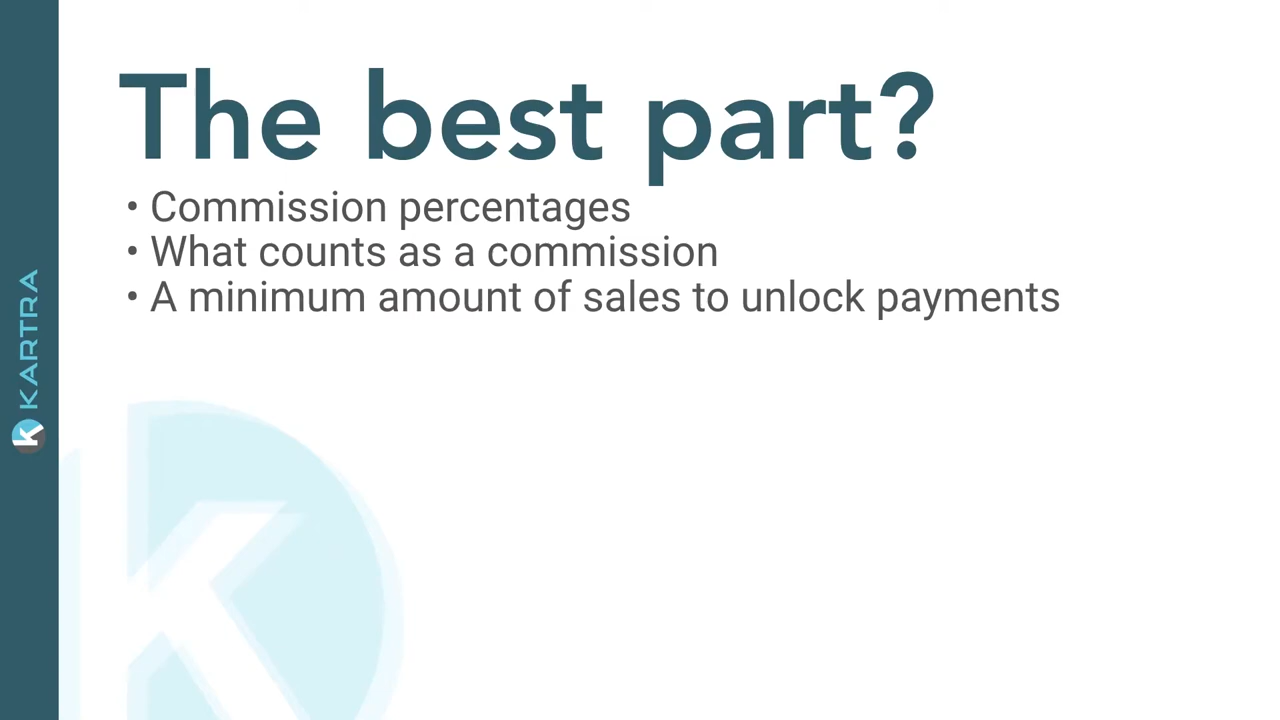 The best part?
• Commission percentages
• What counts as a commission
• A minimum amount of sales to unlock payments
KARTRA